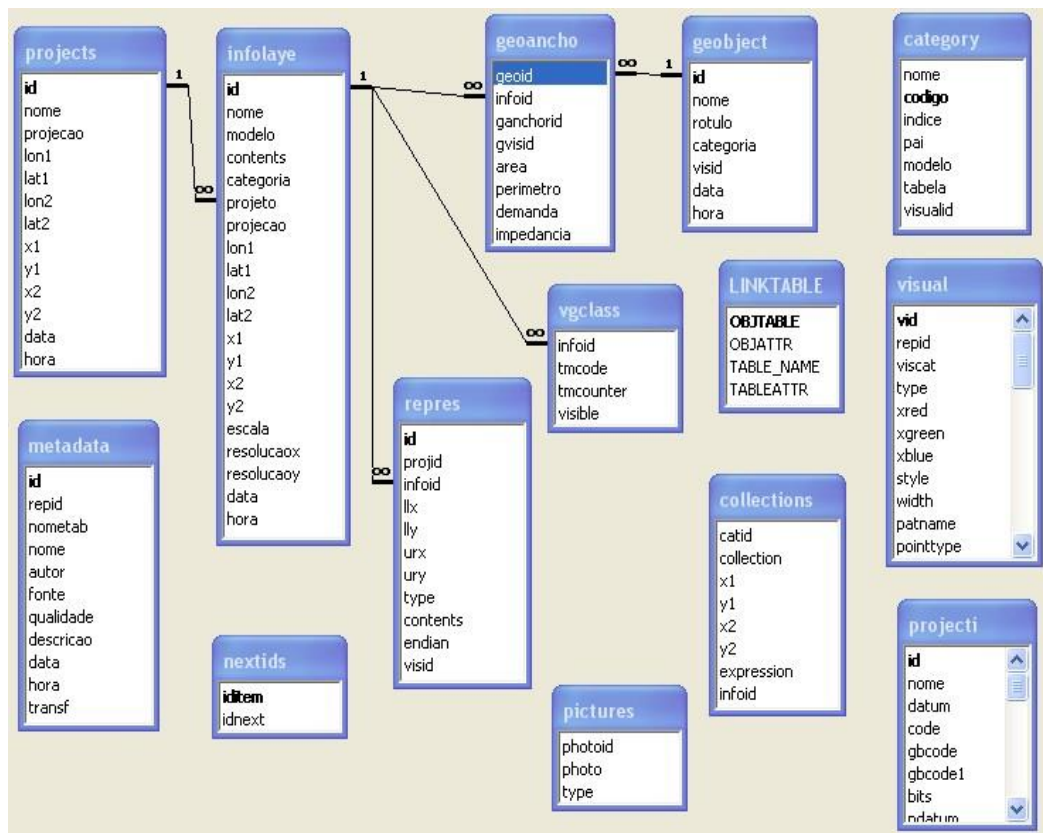 projects
id
nome
projecao
lon1
lat1
lon2
lat2
x1
y1
x2
y2
data
hora
1
∞
infolaye
id
nome
modelo
contents
categoria
projeto
projecao
lon1
lat1
lon2
lat2
x1
y1
x2
y2
escala
resolucaox
resolucaoy
data
hora
1
∞
geoancho
geoid
infoid
ganchorid
gvisid
area
perimetro
demanda
impedancia
∞
1
geobject
id
nome
rotulo
categoria
visid
data
hora
category
nome
codigo
indice
pai
modelo
tabela
visualid
∞
vgclass
infoid
tmcode
tmcounter
visible
LINKTABLE
OBJTABLE
OBJATTR
TABLE_NAME
TABLEATTR
visual
vid
repid
viscat
type
xred
xgreen
xblue
style
width
patname
pointtype
metadata
id
repid
nometab
nome
autor
fonte
qualidade
descricao
data
hora
transf
∞
repres
id
projid
infoid
llx
lly
urx
ury
type
contents
endian
visid
collections
catid
collection
x1
y1
x2
y2
expression
infoid
nextids
iditem
idnext
pictures
photoid
photo
type
projecti
id
nome
datum
code
gbcode
gbcode1
bits